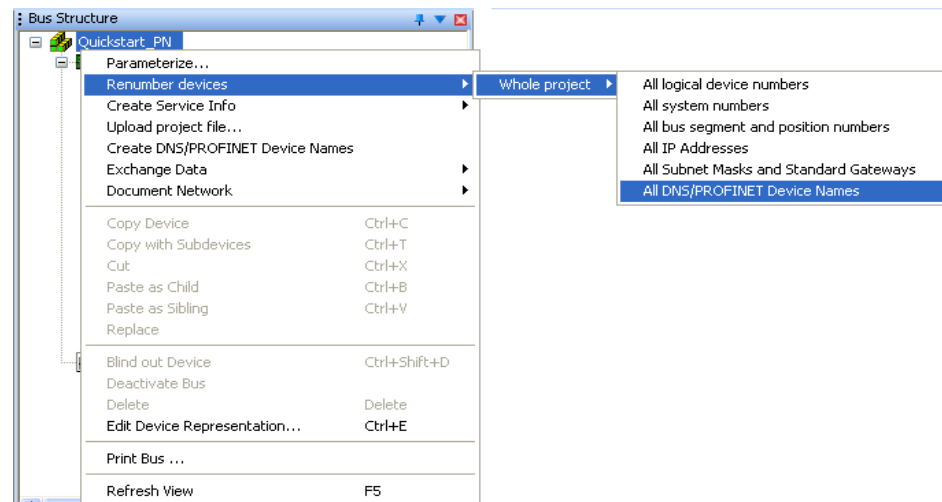 Bus Structure
Quickstart_PN
Parameterize...
Renumber devices
Create Service Info
Upload project file...
Create DNS/PROFINET Device Names
Exchange Data
Document Network
Copy Device Ctrl+C
Copy with Subdevices Ctrl+T
Cut Ctrl+X
Paste as Child Ctrl+B
Paste as Sibling Ctrl+V
Replace
Blind out Device Ctrl+Shift+D
Deactivate Bus
Delete Delete
Edit Device Representation... Ctrl+E
Print Bus ...
Refresh View F5
Whole project
All logical device numbers
All system numbers
All bus segment and position numbers
All IP Addresses
All Subnet Masks and Standard Gateways
All DNS/PROFINET Device Names